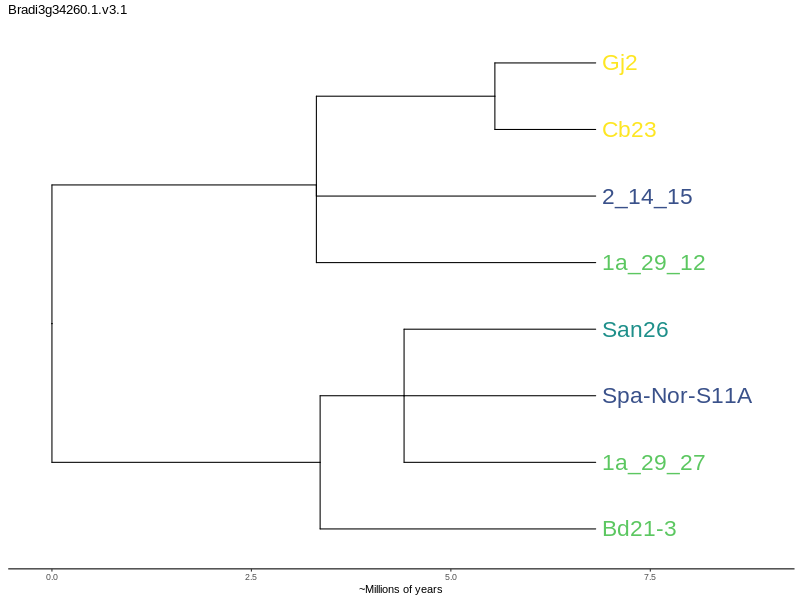 Bradi3g34260.1.v3.1
Gj2
Cb23
2_14_15
1a_29_12
San26
Spa-Nor-S11A
1a_29_27
Bd21-3
0.0 2.5 5.0 7.5
~Millions of years